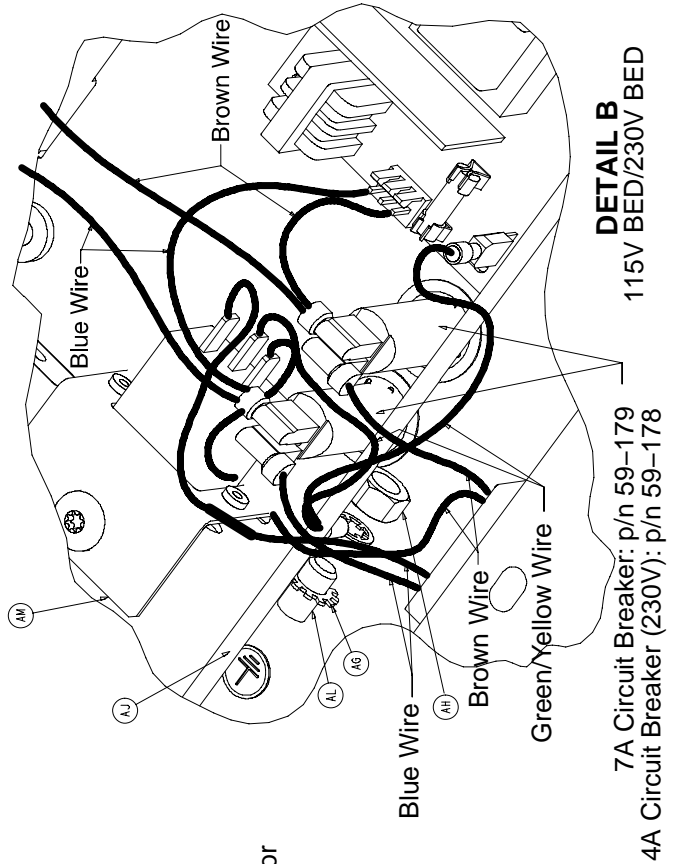 or
Blue Wire
Brown Wire
AM
AJ
AL
AG
AH
Blue Wire
Brown Wire
Green/Yellow Wire
7A Circuit Breaker: p/n 59–179
4A Circuit Breaker (230V): p/n 59–178
DETAIL B
115V BED/230V BED